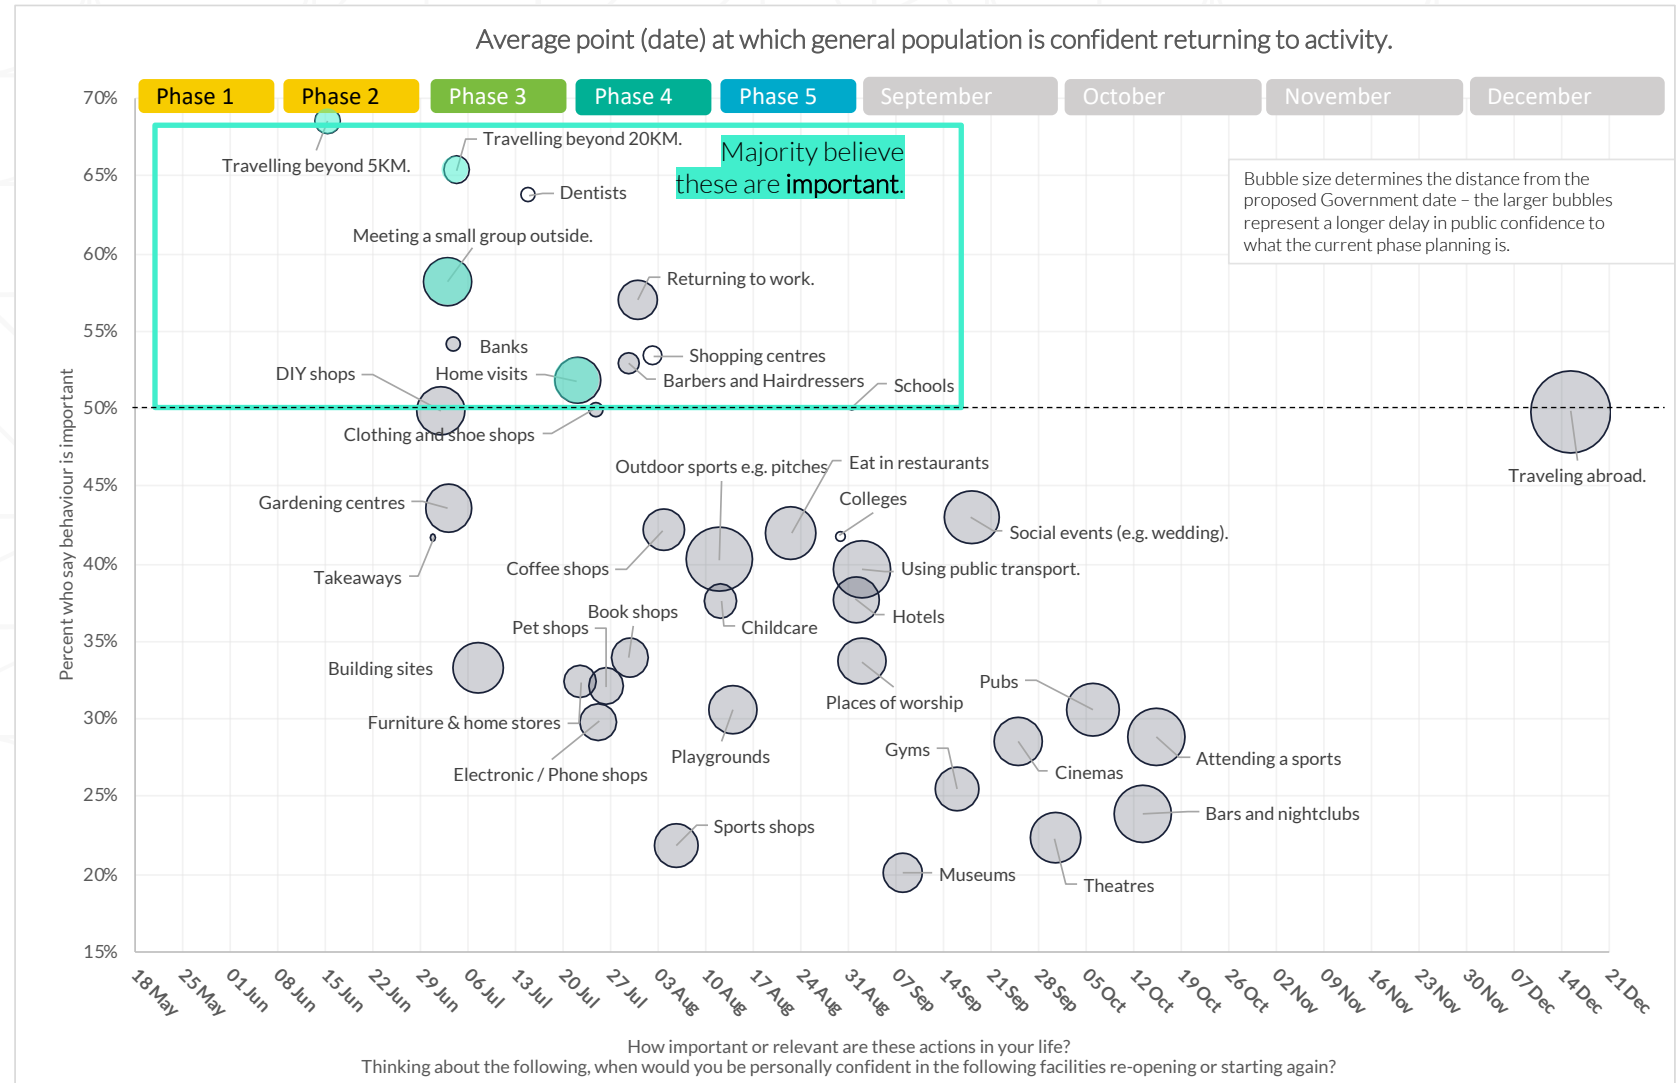 Average point (date) at which general population is confident returning to activity.
Phase 1
Phase 2
Phase 3
Phase 4
Phase 5
September
October
November
December
70%
65%
60%
55%
50%
45%
40%
35%
30%
25%
20%
15%
Percent who say behaviour is important
Majority believe
these are important.
Bubble size determines the distance from the
proposed Government date – the larger bubbles
represent a longer delay in public confidence to
what the current phase planning is.
Travelling beyond 5KM.
Travelling beyond 20KM.
Dentists
Meeting a small group outside.
Returning to work.
Banks
Shopping centres
DIY shops
Home visits
Barbers and Hairdressers
Schools
Clothing and shoe shops
Traveling abroad.
Outdoor sports e.g. pitches
Eat in restaurants
Gardening centres
Colleges
Social events (e.g. wedding).
Takeaways
Coffee shops
Using public transport.
Book shops
Hotels
Pet shops
Childcare
Building sites
Places of worship
Pubs
Furniture & home stores
Playgrounds
Gyms
Attending a sports
Electronic / Phone shops
Cinemas
Sports shops
Bars and nightclubs
Museums
Theatres
18 May
25 May
01 Jun
08 Jun
15 Jun
22 Jun
29 Jun
06 Jul
13 Jul
20 Jul
27 Jul
03 Aug
10 Aug
17 Aug
24 Aug
31 Aug
07 Sep
14 Sep
21 Sep
28 Sep
05 Oct
12 Oct
19 Oct
26 Oct
02 Nov
09 Nov
16 Nov
23 Nov
30 Nov
07 Dec
14 Dec
21 Dec
How important or relevant are these actions in your life?
Thinking about the following, when would you be personally confident in the following facilities re-opening or starting again?